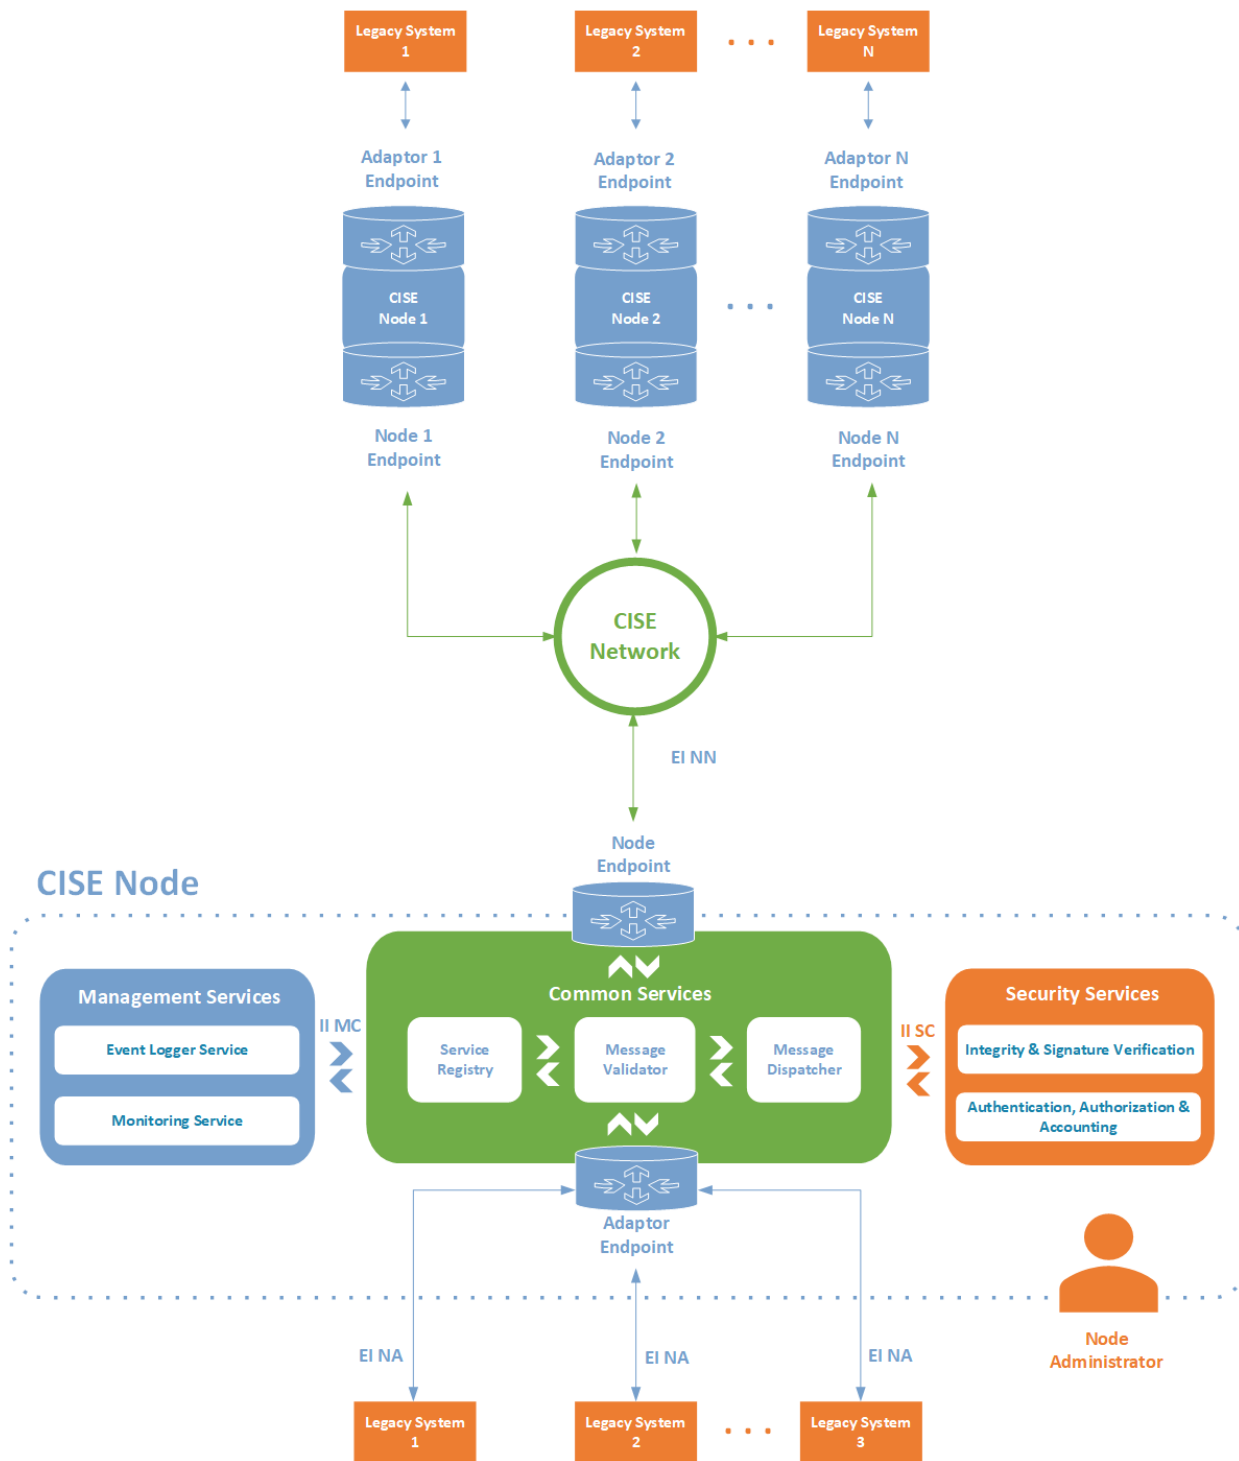 Legacy System
1
Legacy System
2
Legacy System
N
Adaptor 1
Endpoint
Adaptor 2
Endpoint
Adaptor N
Endpoint
CISE
Node 1
CISE
Node 2
CISE
Node N
Node 1
Endpoint
Node 2
Endpoint
Node N
Endpoint
CISE
Network
EI NN
Node
Endpoint
CISE Node
Management Services
Event Logger Service
Monitoring Service
II MC
Common Services
Service
Registry
Message
Validator
Message
Dispatcher
II SC
Security Services
Integrity & Signature Verification
Authentication, Authorization &
Accounting
Adaptor
Endpoint
Node
Administrator
EI NA
EI NA
EI NA
Legacy System
1
Legacy System
2
Legacy System
3